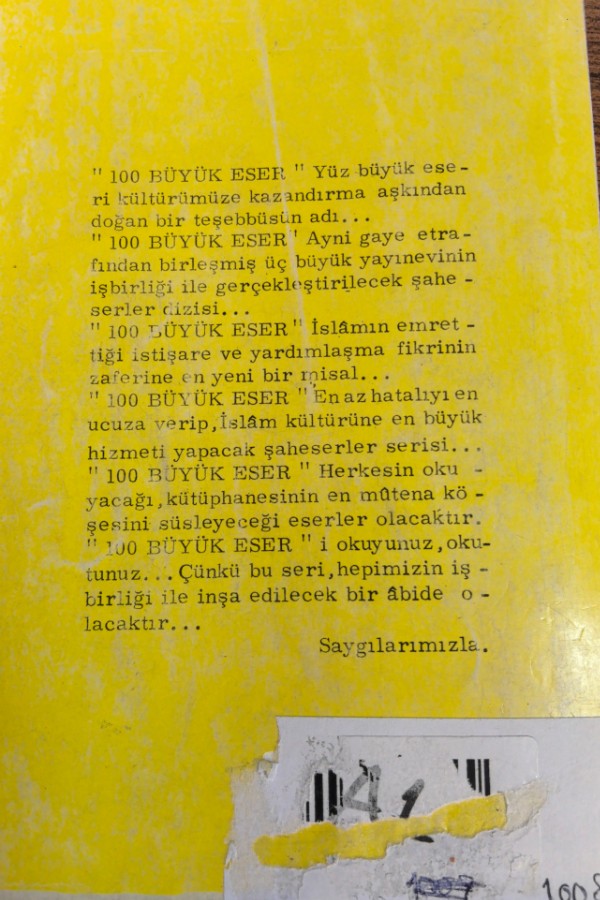 " 100 BÜYÜK ESER " Yüz büyük ese -
ri kültürümüze kazandırma aşkından
doğan bir teşebbüsün adı...
" 100 BÜYÜK ESER " Ayni gaye etra-
fından birleşmiş üç büyük yayınevinin
işbirliği ile gerçekleştirilecek şahe -
serler dizisi...
" 100 BÜYÜK ESER " İslâmın emret -
tiği istişare ve yardımlaşma fikrinin
zaferine en yeni bir misal...
" 100 BÜYÜK ESER " En az hatalıyı en
ucuza verip, İslâm kültürüne en büyük
hizmeti yapacak şaheserler serisi...
" 100 BÜYÜK ESER " Herkesin oku -
yacağı, kütüphanesinin en mûtena kö -
şesini süsleyeceği eserler olacaktır.
" 100 BÜYÜK ESER " i okuyunuz, oku-
tunuz... Çünkü bu seri, hepimizin iş -
birliği ile inşa edilecek bir âbide o -
lacaktır...
Saygılarımızla.
41
1008